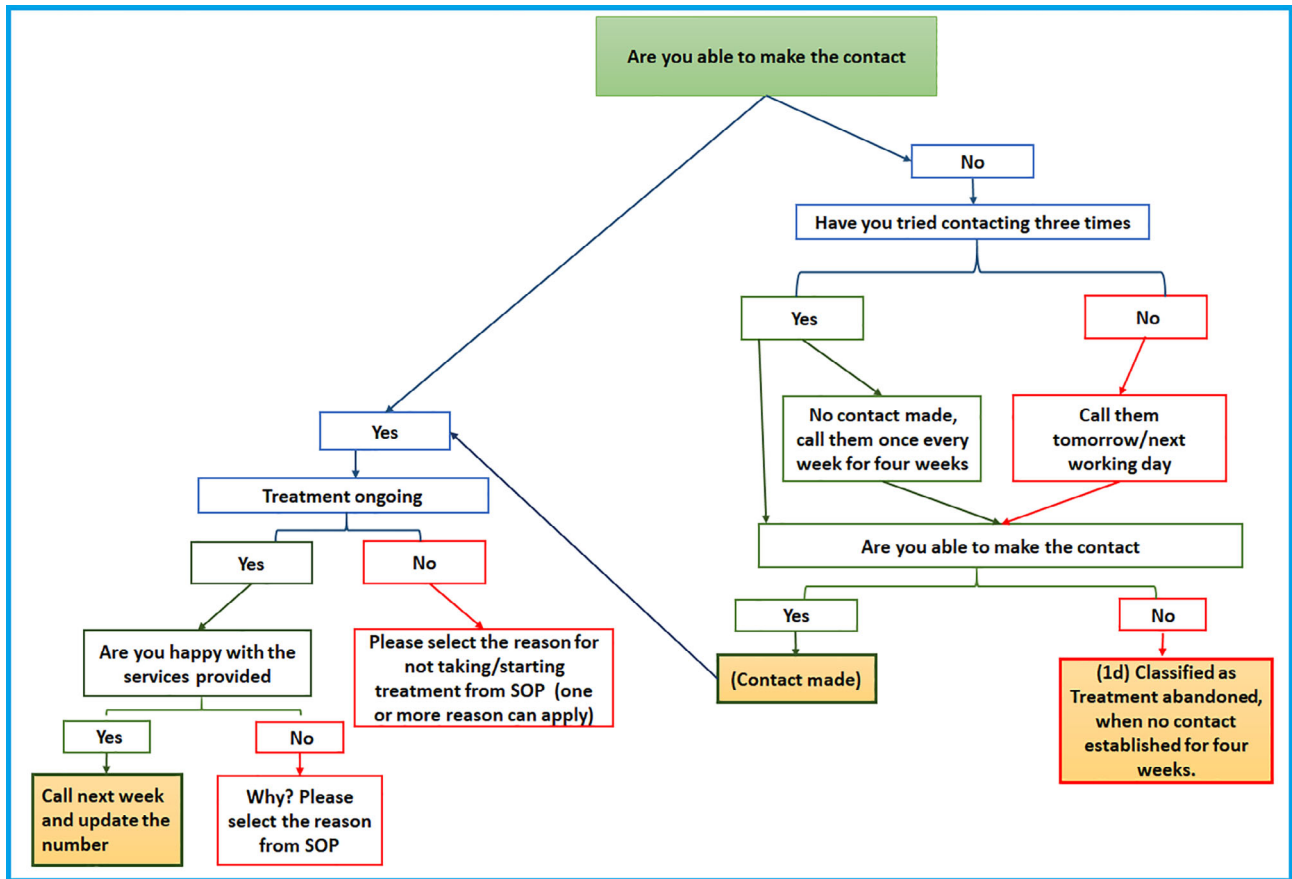 Are you able to make the contact
No
Have you tried contacting three times
Yes
No
No contact made,
call them once every
week for four weeks
Call them
tomorrow/next
working day
Yes
Treatment ongoing
Are you able to make the contact
Yes
No
Yes
No
Are you happy with the
services provided
Please select the reason for
not taking/starting
treatment from SOP (one
or more reason can apply)
(Contact made)
(1d) Classified as
Treatment abandoned,
when no contact
established for four
weeks.
Yes
No
Call next week
and update the
number
Why? Please
select the reason
from SOP